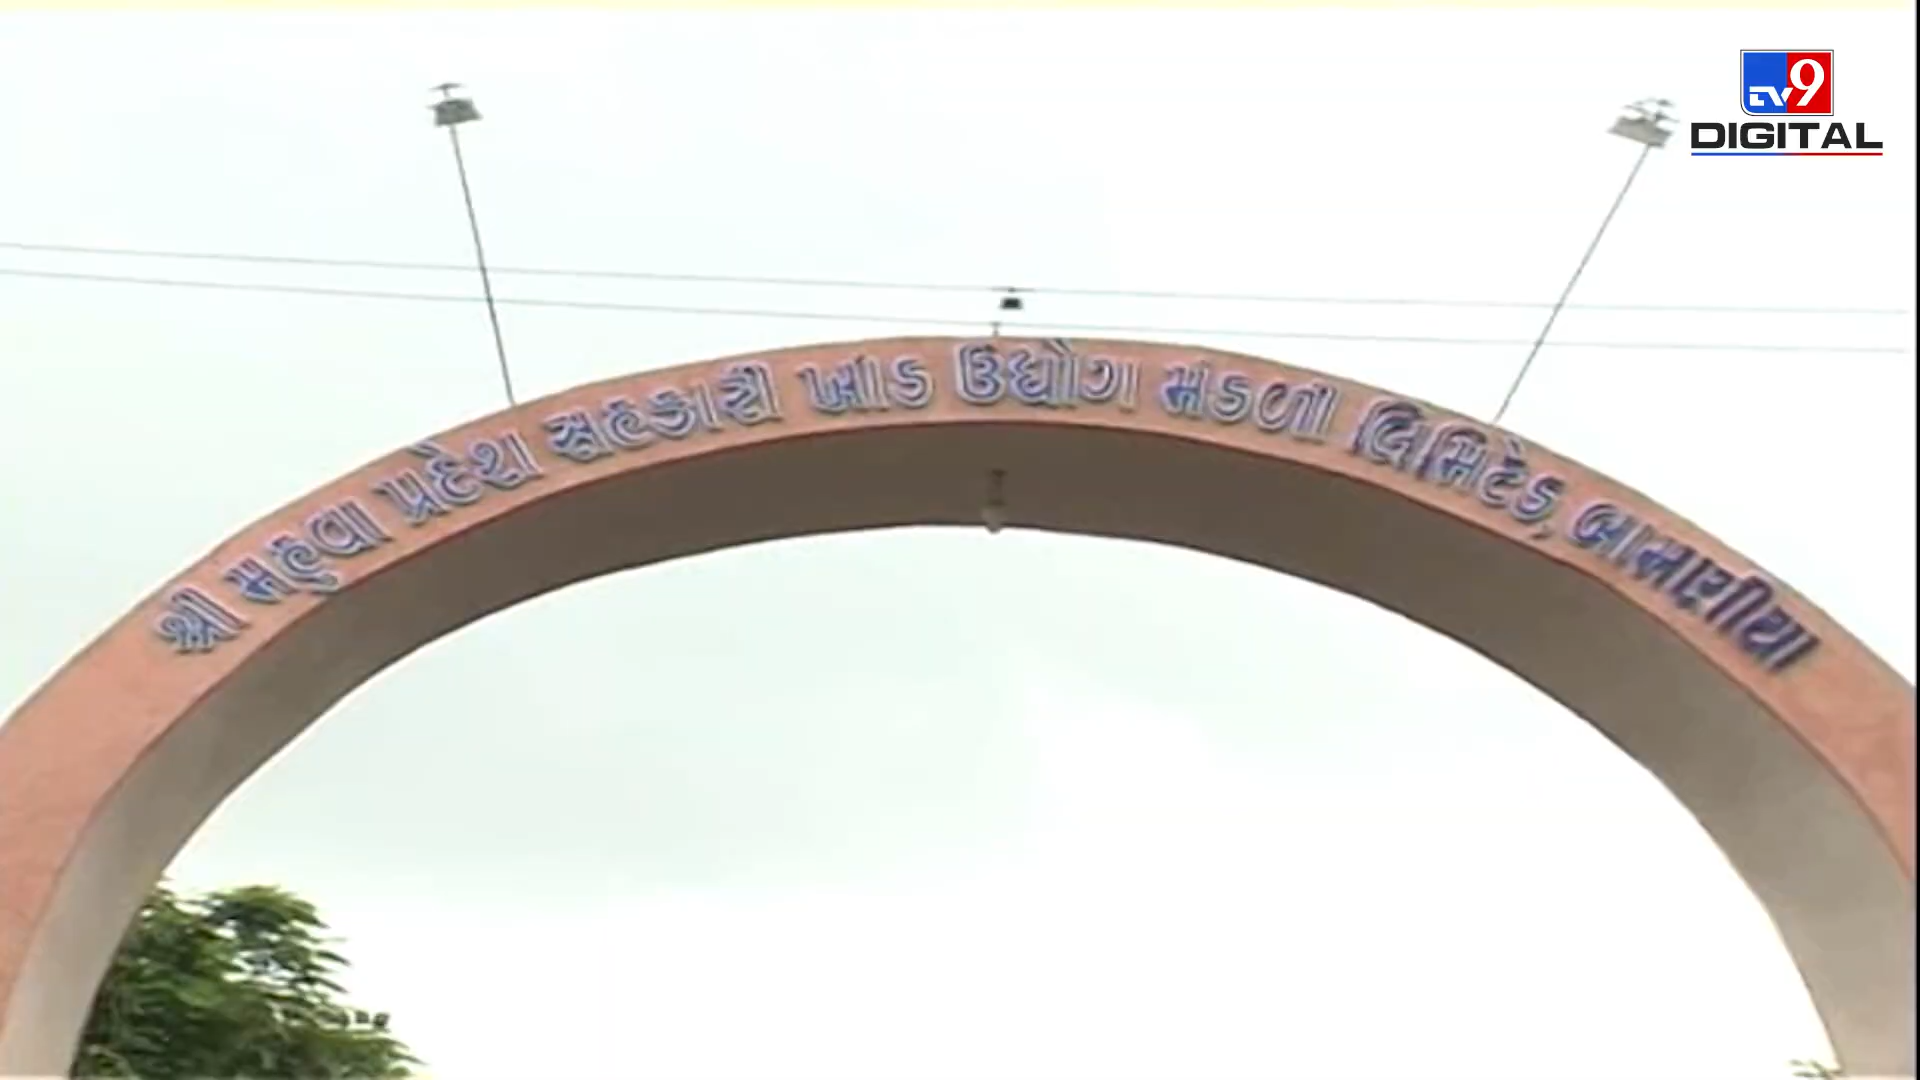 TV9
DIGITAL
શ્રી મહુવા પ્રદેશ સહકારી ખાંડ ઉદ્યોગ મંડળી લિમિટેડ, બામણીયા